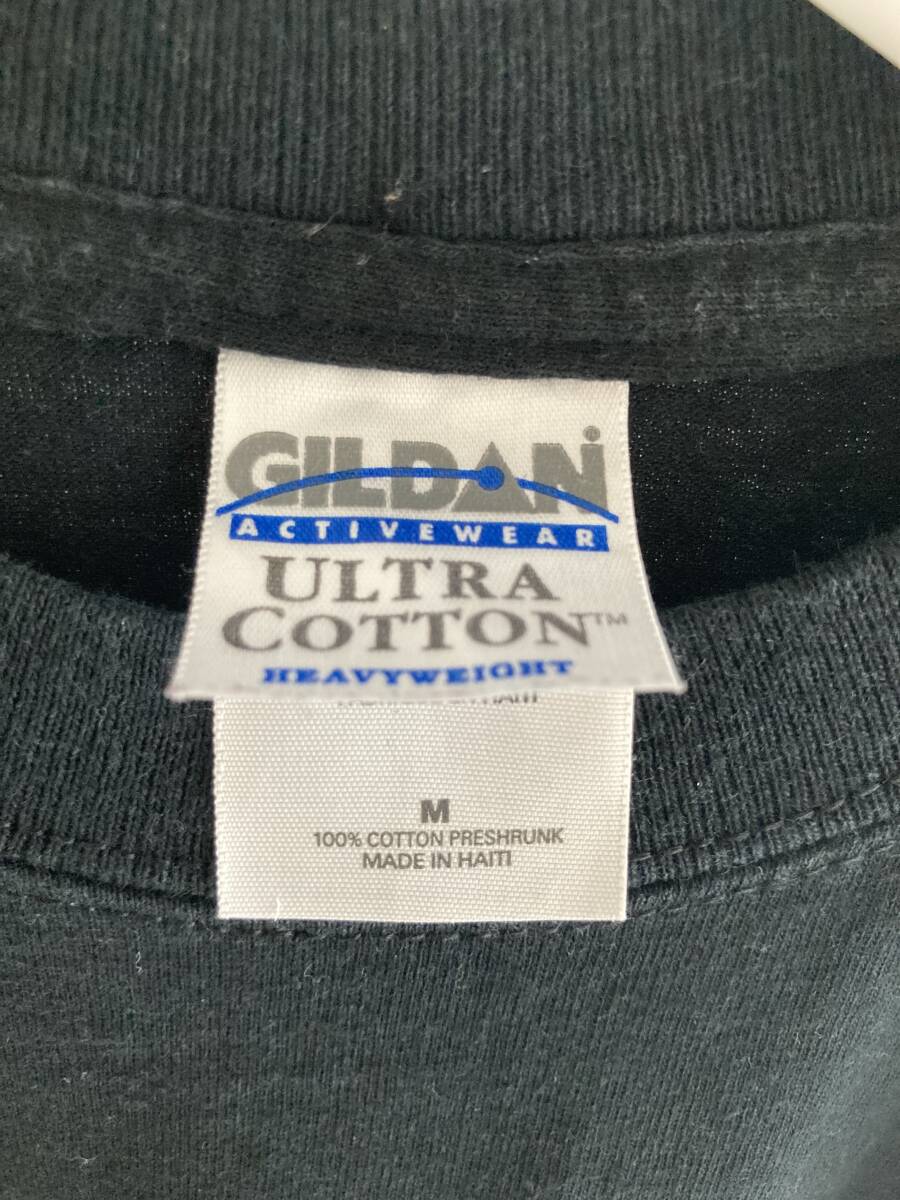 GILDAN®
ACTIVEWEAR
ULTRA
COTTON™
HEAVYWEIGHT
M
100% COTTON PRESHRUNK
MADE IN HAITI